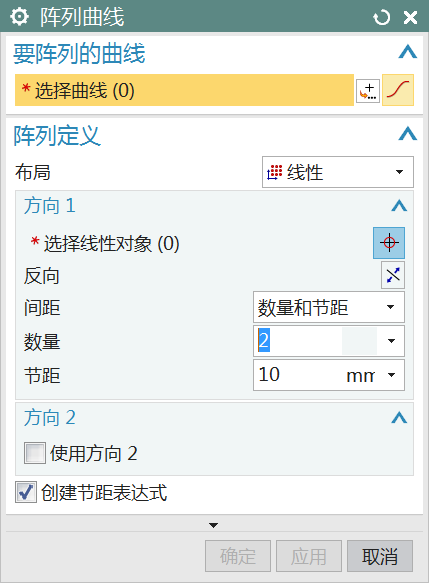 阵列曲线
要阵列的曲线
* 选择曲线 (0)
阵列定义
布局 线性
方向 1
* 选择线性对象 (0)
反向
间距 数量和节距
数量 2
节距 10 mm
方向 2
使用方向 2
创建节距表达式
确定 应用 取消